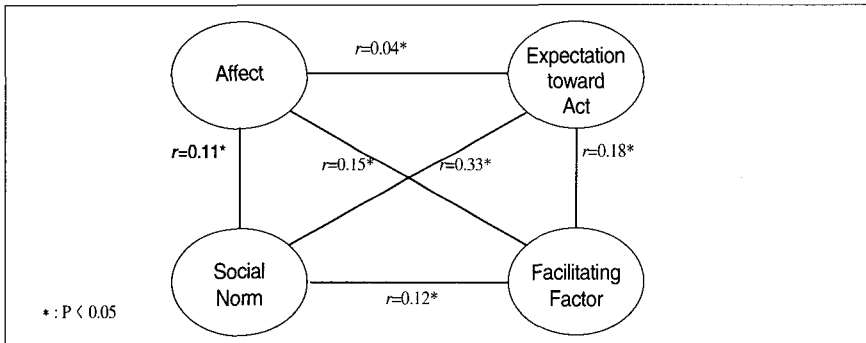 Affect
r=0.04*
Expectation
toward
Act
r=0.11*
r=0.15*
r=0.33*
r=0.18*
Social
Norm
r=0.12*
Facilitating
Factor
* : P < 0.05